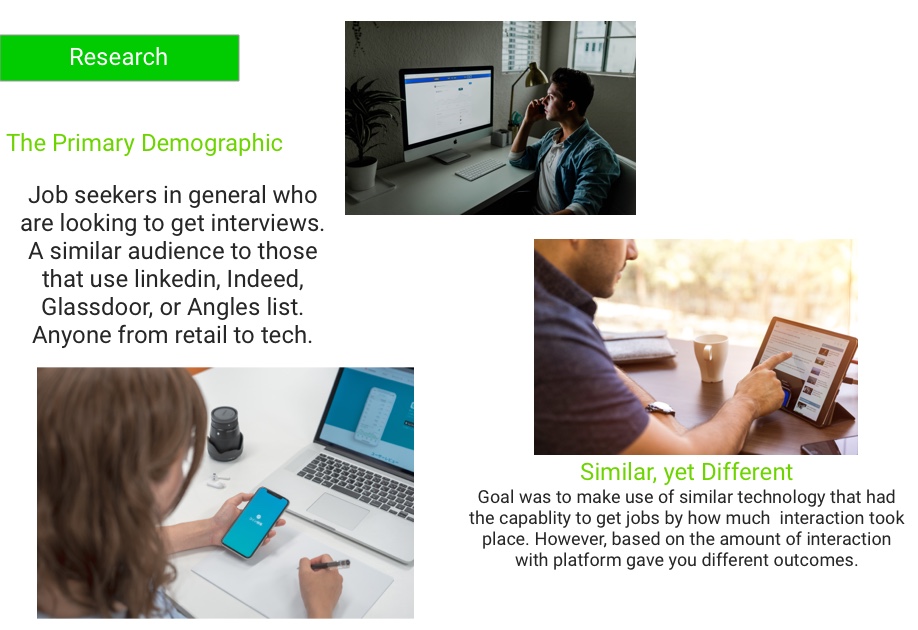 Research
The Primary Demographic
Job seekers in general who
are looking to get interviews.
A similar audience to those
that use linkedin, Indeed,
Glassdoor, or Angles list.
Anyone from retail to tech.
Similar, yet Different
Goal was to make use of similar technology that had
the capablity to get jobs by how much  interaction took
place. However, based on the amount of interaction
with platform gave you different outcomes.